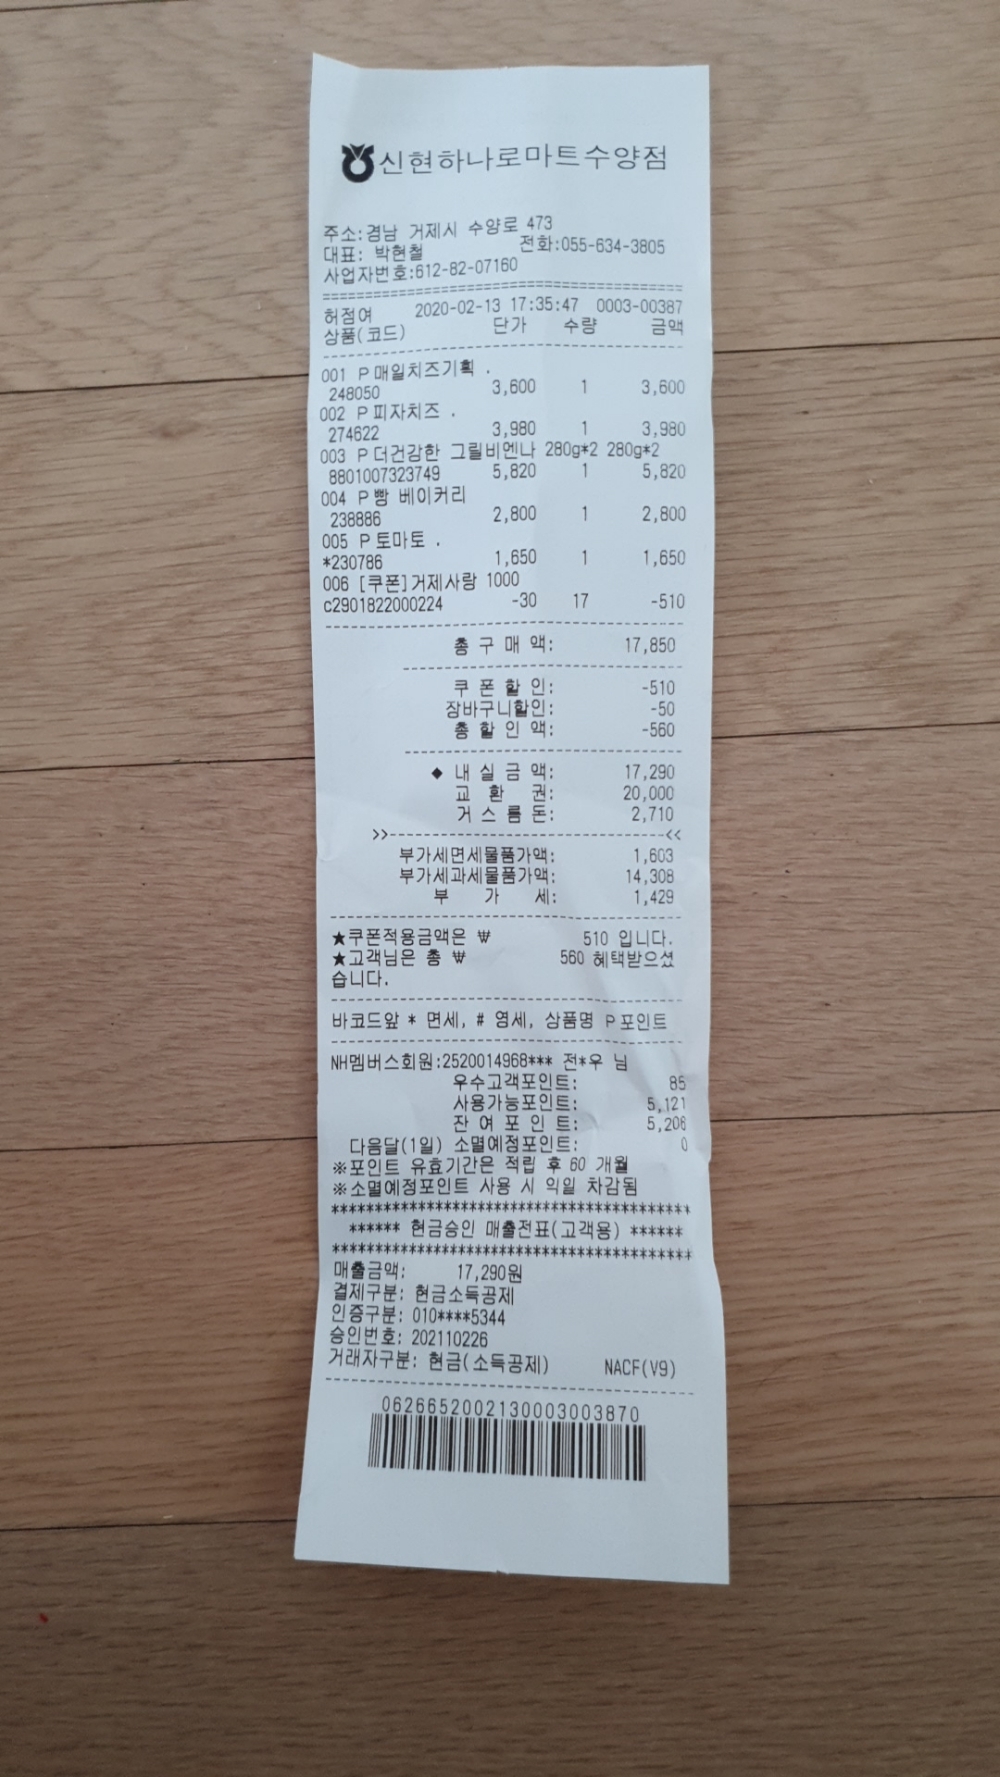 신현하나로마트수양점
주소:경남 거제시 수양로 473
대표: 박현철 전화:055-634-3805
사업자번호:612-82-07160
==========================================
허점여 2020-02-13 17:35:47 0003-00387
상품(코드) 단가 수량 금액
------------------------------------------
001 P 매일치즈기획 .
248050 3,600 1 3,600
002 P 피자치즈 .
274622 3,980 1 3,980
003 P 더건강한 그릴비엔나 280g*2 280g*2
8801007323749 5,820 1 5,820
004 P 빵 베이커리
238886 2,800 1 2,800
005 P 토마토 .
*230786 1,650 1 1,650
006 [쿠폰]거제사랑 1000
c2901822000224 -30 17 -510
------------------------------------------
총 구 매 액: 17,850
------------------------------------------
쿠 폰 할 인: -510
장바구니할인: -50
총 할 인 액: -560
------------------------------------------
◆ 내 실 금 액: 17,290
교 환 권: 20,000
거 스 름 돈: 2,710
>>--------------------------------<<
부가세면세물품가액: 1,603
부가세과세물품가액: 14,308
부 가 세: 1,429
------------------------------------------
★쿠폰적용금액은 ₩ 510 입니다.
★고객님은 총 ₩ 560 혜택받으셨
습니다.
------------------------------------------
바코드앞 * 면세, # 영세, 상품명 P 포인트
------------------------------------------
NH멤버스회원:2520014968*** 전*우 님
우수고객포인트: 85
사용가능포인트: 5,121
잔 여 포 인 트: 5,206
다음달(1일) 소멸예정포인트: 0
※포인트 유효기간은 적립 후 60 개월
※소멸예정포인트 사용 시 익일 차감됨
******************************************
****** 현금승인 매출전표(고객용) ******
******************************************
매출금액: 17,290원
결제구분: 현금소득공제
인증구분: 010****5344
승인번호: 202110226
거래자구분: 현금(소득공제) NACF(V9)
------------------------------------------
0626652002130003003870